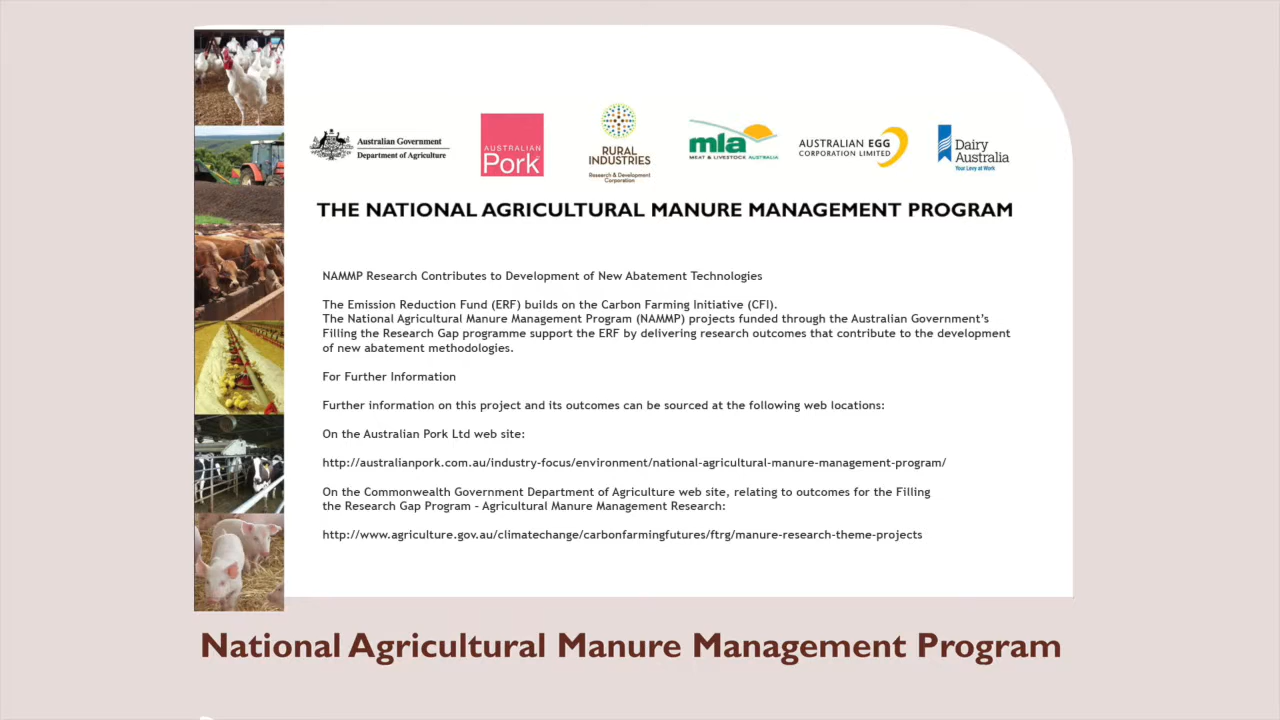 Australian Government
Department of Agriculture
AUSTRALIAN
Pork
RURAL
INDUSTRIES
Research & Development
Corporation
mla
MEAT & LIVESTOCK AUSTRALIA
AUSTRALIAN EGG
CORPORATION LIMITED
Dairy
Australia
Your Levy at Work
THE NATIONAL AGRICULTURAL MANURE MANAGEMENT PROGRAM
NAMMP Research Contributes to Development of New Abatement Technologies
The Emission Reduction Fund (ERF) builds on the Carbon Farming Initiative (CFI).
The National Agricultural Manure Management Program (NAMMP) projects funded through the Australian Government's
Filling the Research Gap programme support the ERF by delivering research outcomes that contribute to the development
of new abatement methodologies.
For Further Information
Further information on this project and its outcomes can be sourced at the following web locations:
On the Australian Pork Ltd web site:
http://australianpork.com.au/industry-focus/environment/national-agricultural-manure-management-program/
On the Commonwealth Government Department of Agriculture web site, relating to outcomes for the Filling
the Research Gap Program - Agricultural Manure Management Research:
http://www.agriculture.gov.au/climatechange/carbonfarmingfutures/ftrg/manure-research-theme-projects
National Agricultural Manure Management Program